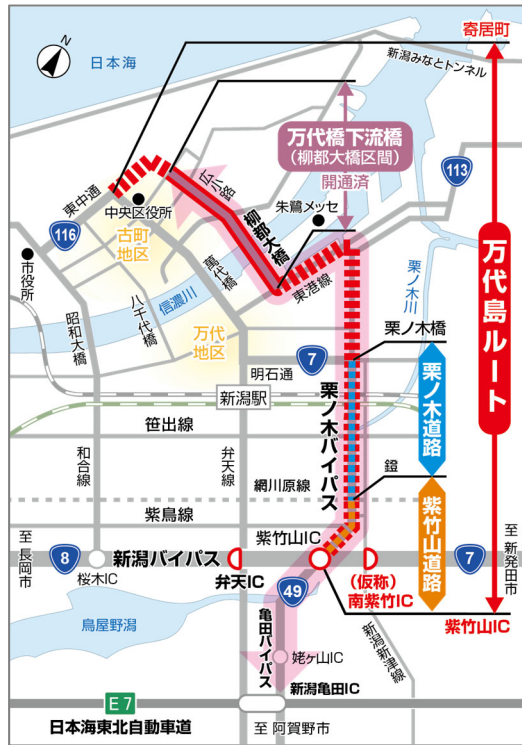 寄居町
N
日本海
新潟みなとトンネル
万代橋下流橋
(柳都大橋区間)
開通済
113
広小路
東中通
中央区役所
朱鷺メッセ
柳都大橋
116
古町
地区
萬代橋
市役所
信濃川
東港線
栗ノ木川
万代島ルート
昭和大橋
八千代橋
万代
地区
栗ノ木橋
7
明石通
新潟駅
栗ノ木バイパス
栗ノ木道路
笹出線
和合線
弁天線
網川原線
鐙
紫鳥線
紫竹山道路
紫竹山IC
至長岡市
8
新潟バイパス
7
至新発田市
桜木IC
弁天IC
(仮称)
南紫竹IC
49
紫竹山IC
鳥屋野潟
亀田バイパス
姥ヶ山IC
新潟新津線
新潟亀田IC
E7
日本海東北自動車道
至 阿賀野市